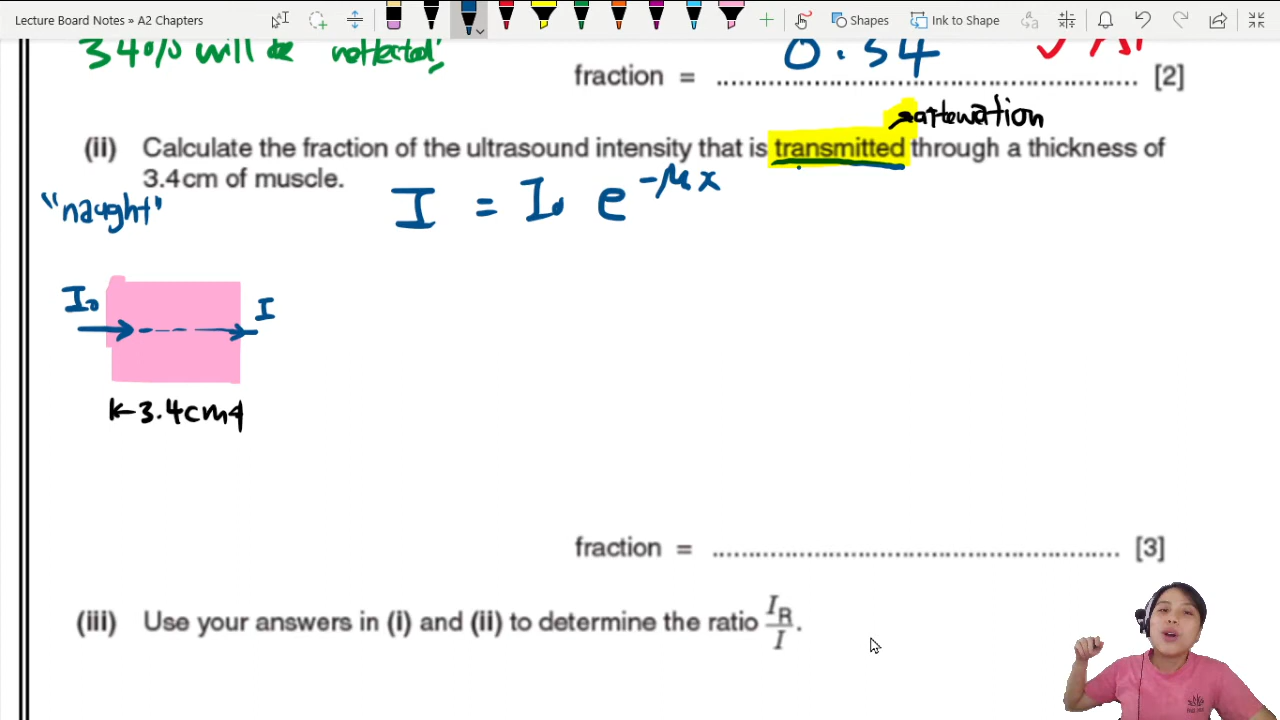 Lecture Board Notes » A2 Chapters
Shapes
Ink to Shape
34% will be reflected!
0.34
fraction = ........................ [2]
attenuation
(ii) Calculate the fraction of the ultrasound intensity that is transmitted through a thickness of
3.4 cm of muscle.
"naught"
I = I₀ e^-μx
I₀
I
3.4cm
fraction = ........................ [3]
(iii) Use your answers in (i) and (ii) to determine the ratio I_R/I.